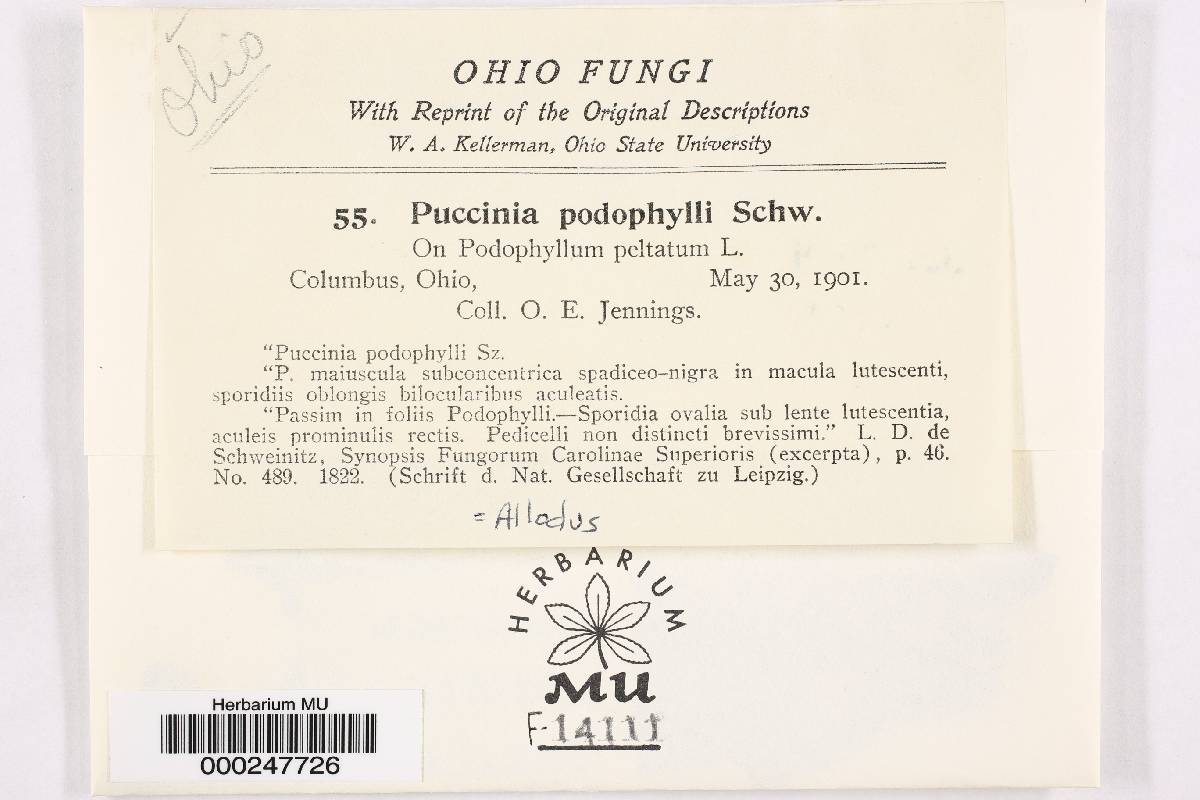 Ohio
OHIO FUNGI
With Reprint of the Original Descriptions
W. A. Kellerman, Ohio State University
55. Puccinia podophylli Schw.
On Podophyllum peltatum L.
Columbus, Ohio, May 30, 1901.
Coll. O. E. Jennings.
"Puccinia podophylli Sz.
"P. maiuscula subconcentrica spadiceo-nigra in macula lutescenti,
sporidiis oblongis bilocularibus aculeatis.
"Passim in foliis Podophylli.—Sporidia ovalia sub lente lutescentia,
aculeis prominulis rectis. Pedicelli non distincti brevissimi." L. D. de
Schweinitz, Synopsis Fungorum Carolinae Superioris (excerpta), p. 46.
No. 489. 1822. (Schrift d. Nat. Gesellschaft zu Leipzig.)
= Allodus
HERBARIUM
MU
F-14111
Herbarium MU
000247726